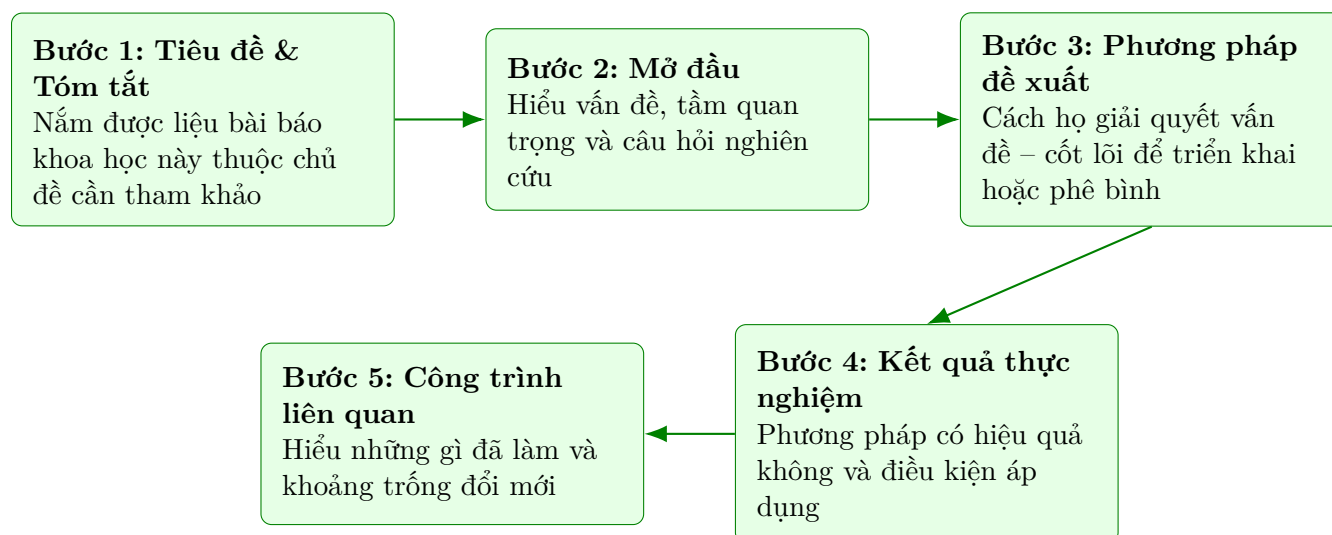 Bước 1: Tiêu đề &
Tóm tắt
Nắm được liệu bài báo
khoa học này thuộc chủ
đề cần tham khảo
Bước 2: Mở đầu
Hiểu vấn đề, tầm quan
trọng và câu hỏi nghiên
cứu
Bước 3: Phương pháp
đề xuất
Cách họ giải quyết vấn
đề – cốt lõi để triển khai
hoặc phê bình
Bước 4: Kết quả thực
nghiệm
Phương pháp có hiệu quả
không và điều kiện áp
dụng
Bước 5: Công trình
liên quan
Hiểu những gì đã làm và
khoảng trống đổi mới